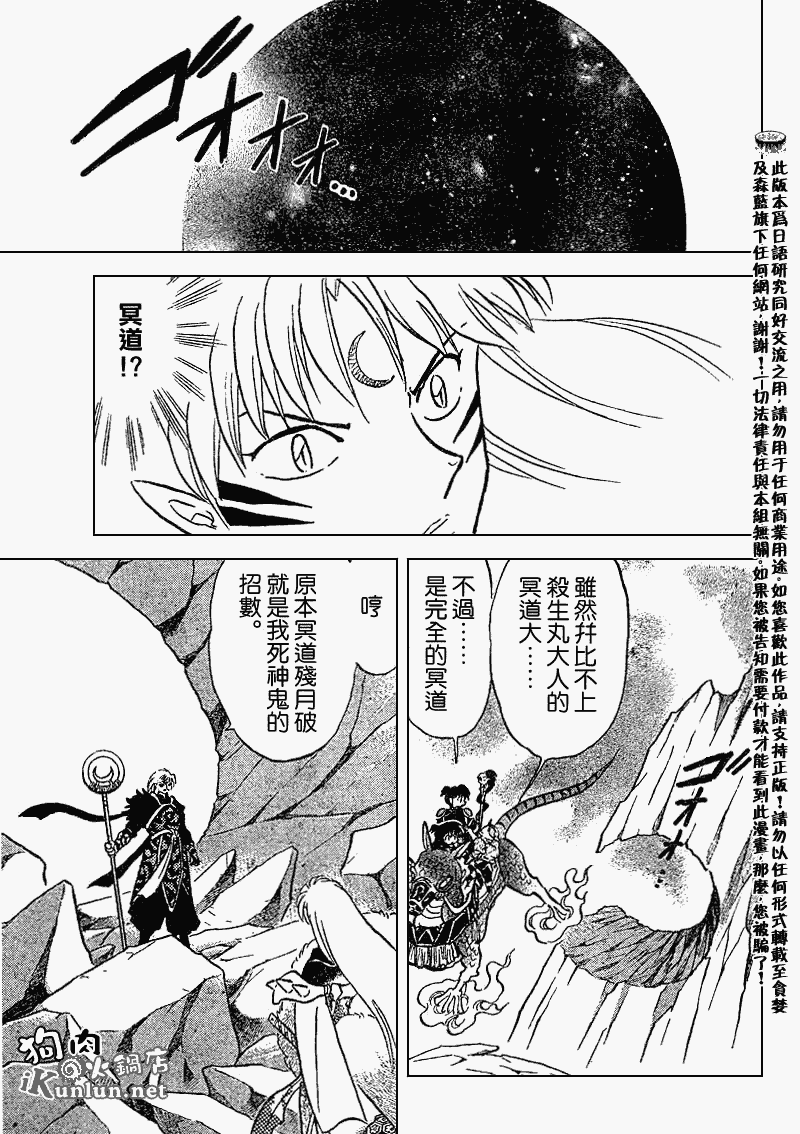 ゴォォォ…
冥道!?
雖然幷比不上
殺生丸大人的
冥道大……
不過……
是完全的冥道
ゴォォ…
哼
原本冥道殘月破
就是我死神鬼的
招數。
此版本爲日語研究同好交流之用,請勿用于任何商業用途。如您喜歡此作品,請支持正版!請勿以任何形式轉載至貪婪
及森藍旗下任何網站,謝謝!一切法律責任與本組無關。如果您被告知需要付款才能看到此漫畫,那麼,您被騙了!
狗肉
火鍋店
iKunlun.net